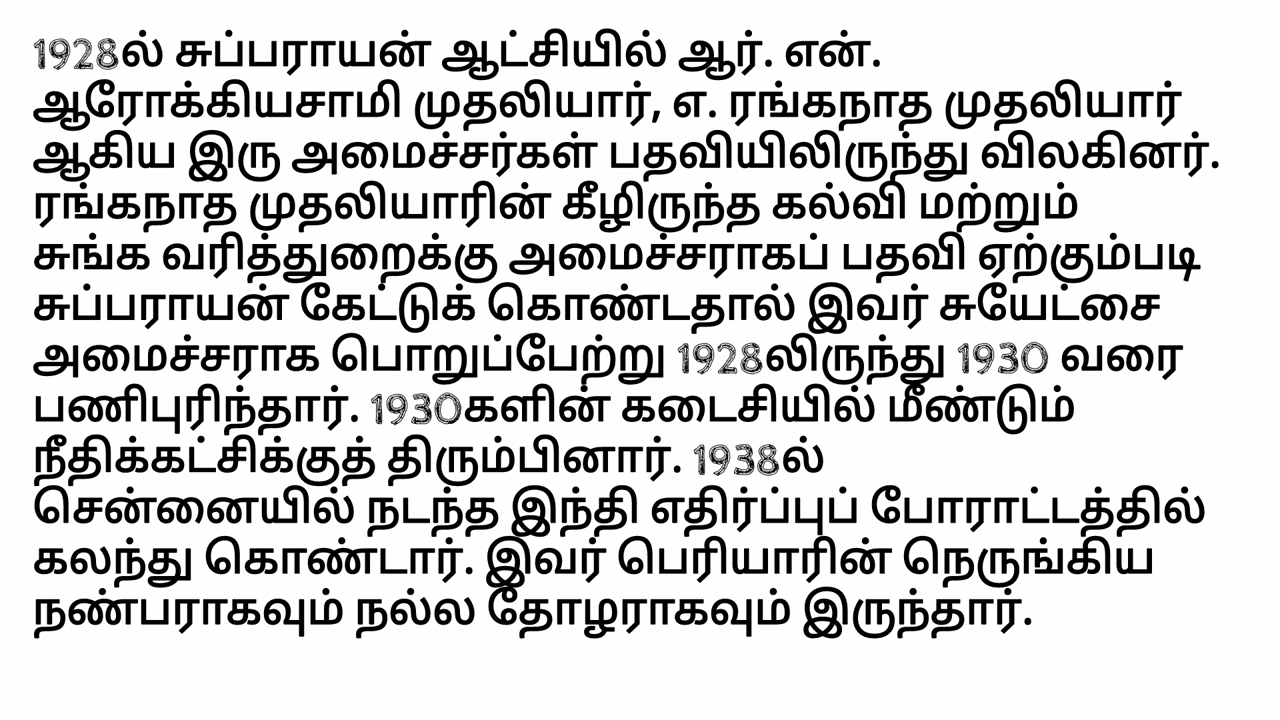 1928ல் சுப்பராயன் ஆட்சியில் ஆர். என்.
ஆரோக்கியசாமி முதலியார், எ. ரங்கநாத முதலியார்
ஆகிய இரு அமைச்சர்கள் பதவியிலிருந்து விலகினர்.
ரங்கநாத முதலியாரின் கீழிருந்த கல்வி மற்றும்
சுங்க வரித்துறைக்கு அமைச்சராகப் பதவி ஏற்கும்படி
சுப்பராயன் கேட்டுக் கொண்டதால் இவர் சுயேட்சை
அமைச்சராக பொறுப்பேற்று 1928லிருந்து 1930 வரை
பணிபுரிந்தார். 1930களின் கடைசியில் மீண்டும்
நீதிக்கட்சிக்குத் திரும்பினார். 1938ல்
சென்னையில் நடந்த இந்தி எதிர்ப்புப் போராட்டத்தில்
கலந்து கொண்டார். இவர் பெரியாரின் நெருங்கிய
நண்பராகவும் நல்ல தோழராகவும் இருந்தார்.